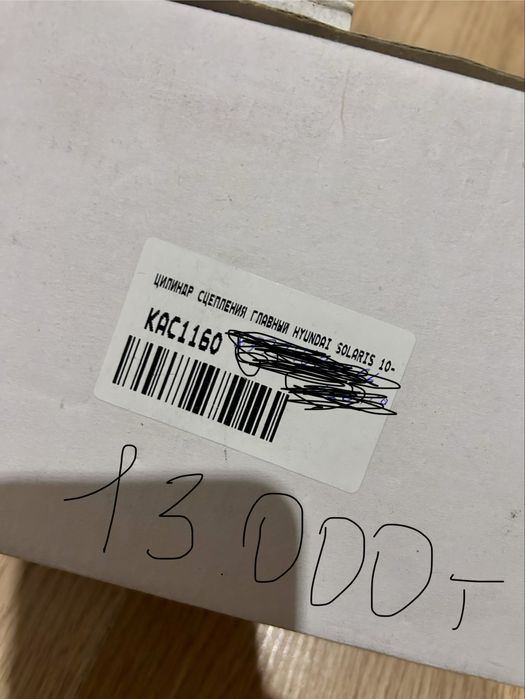 ЦИЛИНДР СЦЕПЛЕНИЯ ГЛАВНЫЙ HYUNDAI SOLARIS 10-
KAC1160
13.000т